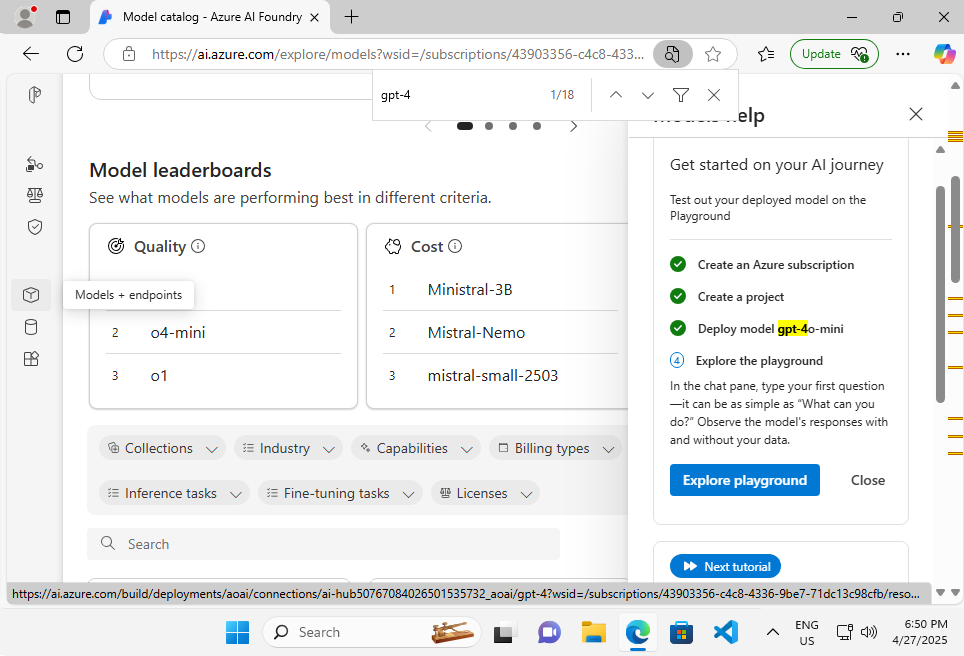 Model catalog - Azure AI Foundry
https://ai.azure.com/explore/models?wsid=/subscriptions/43903356-c4c8-433...
Update
gpt-4
1/18
Models help
Model leaderboards
See what models are performing best in different criteria.
Quality
2 o4-mini
3 o1
Cost
1 Ministral-3B
2 Mistral-Nemo
3 mistral-small-2503
Models + endpoints
Collections
Industry
Capabilities
Billing types
Inference tasks
Fine-tuning tasks
Licenses
Search
Get started on your AI journey
Test out your deployed model on the
Playground
Create an Azure subscription
Create a project
Deploy model gpt-4o-mini
4 Explore the playground
In the chat pane, type your first question
—it can be as simple as “What can you
do?” Observe the model's responses with
and without your data.
Explore playground
Close
Next tutorial
https://ai.azure.com/build/deployments/aoai/connections/ai-hub50767084026501535732_aoai/gpt-4?wsid=/subscriptions/43903356-c4c8-4336-9be7-71dc13c98cfb/reso...
Search
ENG
US
6:50 PM
4/27/2025